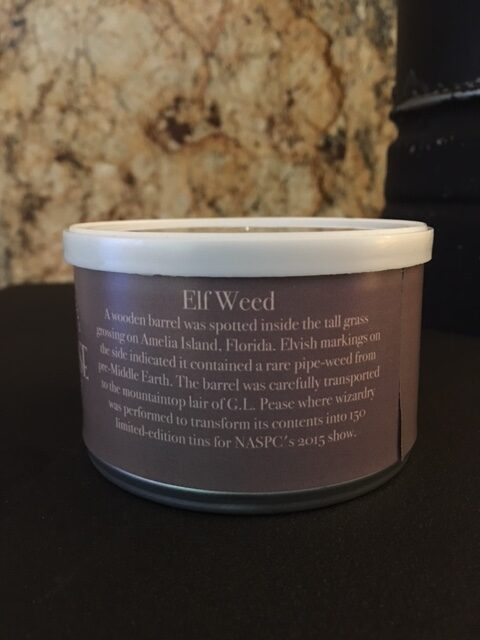 Elf Weed
A wooden barrel was spotted inside the tall grass
growing on Amelia Island, Florida. Elvish markings on
the side indicated it contained a rare pipe-weed from
pre-Middle Earth. The barrel was carefully transported
to the mountaintop lair of G.L. Pease where wizardry
was performed to transform its contents into 150
limited-edition tins for NASPC's 2015 show.